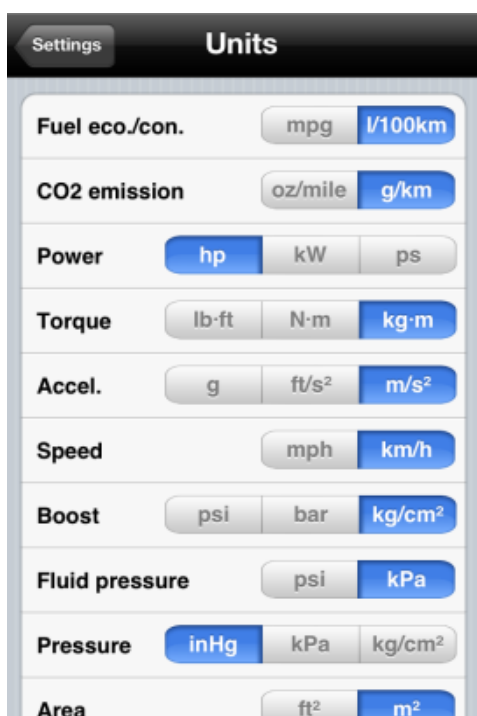 Settings Units
Fuel eco./con. mpg l/100km
CO2 emission oz/mile g/km
Power hp kW ps
Torque lb·ft N·m kg·m
Accel. g ft/s² m/s²
Speed mph km/h
Boost psi bar kg/cm²
Fluid pressure psi kPa
Pressure inHg kPa kg/cm²
Area ft² m²